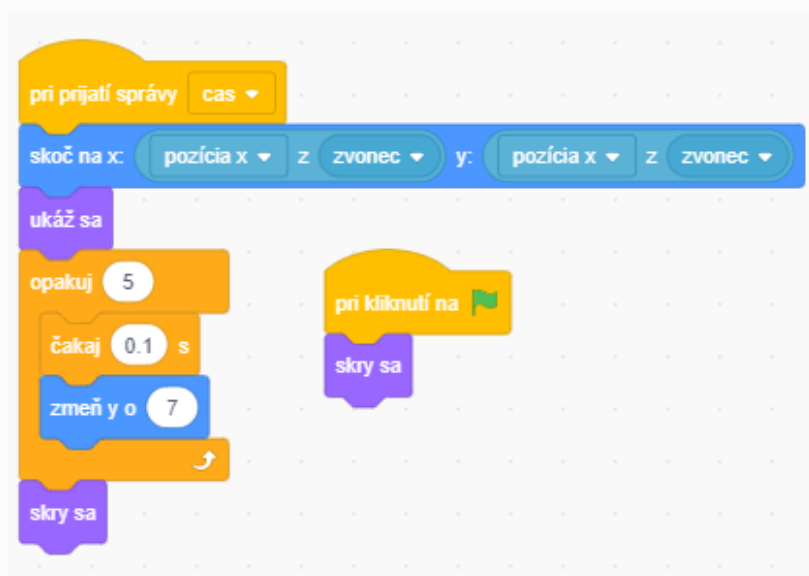 pri prijatí správy cas
skoč na x: pozícia x z zvonec y: pozícia x z zvonec
ukáž sa
opakuj 5
čakaj 0.1 s
zmeň y o 7
skry sa
pri kliknutí na
skry sa